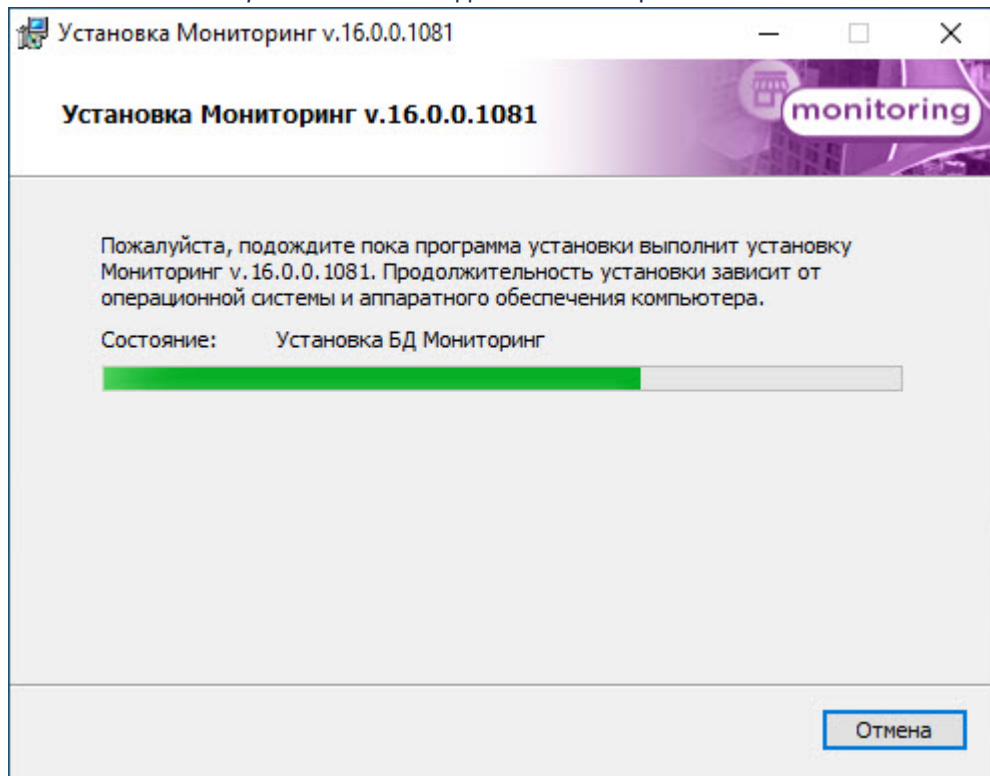 Установка Мониторинг v.16.0.0.1081
Установка Мониторинг v.16.0.0.1081
monitoring
Пожалуйста, подождите пока программа установки выполнит установку
Мониторинг v.16.0.0.1081. Продолжительность установки зависит от
операционной системы и аппаратного обеспечения компьютера.
Состояние: Установка БД Мониторинг
Отмена